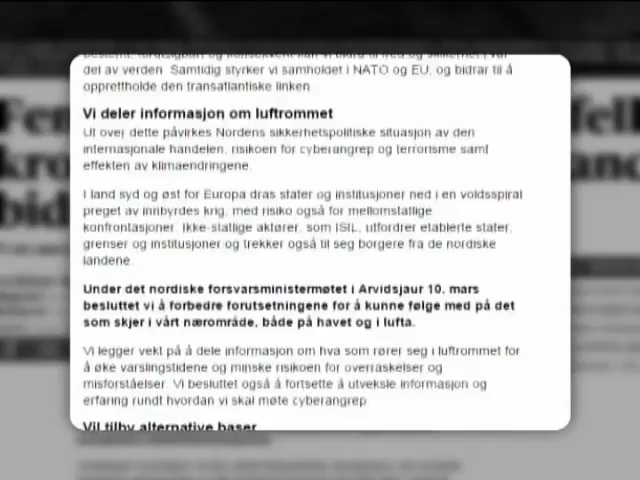 del av verden. Samtidig styrker vi samholdet i NATO og EU, og bidrar til å
opprettholde den transatlantiske linken.
Vi deler informasjon om luftrommet
Ut over dette påvirkes Nordens sikkerhetspolitiske situasjon av den
internasjonale handelen, risikoen for cyberangrep og terrorisme samt
effekten av klimaendringene.
I land syd og øst for Europa dras stater og institusjoner ned i en voldsspiral
preget av innbyrdes krig, med risiko også for mellomstatlige
konfrontasjoner. Ikke-statlige aktører, som ISIL, utfordrer etablerte stater,
grenser og institusjoner og trekker også til seg borgere fra de nordiske
landene.
Under det nordiske forsvarsministermøtet i Arvidsjaur 10. mars
besluttet vi å forbedre forutsetningene for å kunne følge med på det
som skjer i vårt nærområde, både på havet og i lufta.
Vi legger vekt på å dele informasjon om hva som rører seg i luftrommet for
å øke varslingstidene og minske risikoen for overraskelser og
misforståelser. Vi besluttet også å fortsette å utveksle informasjon og
erfaring rundt hvordan vi skal møte cyberangrep.
Vil tilby alternative baser